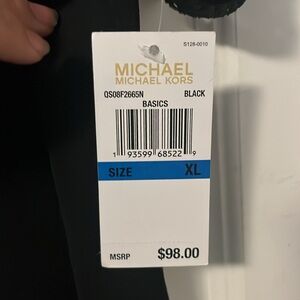 S128-0010
MICHAEL
MICHAEL KORS
QS08F2665N BLACK
BASICS
1 93599 68522 9
SIZE XL
MSRP $98.00